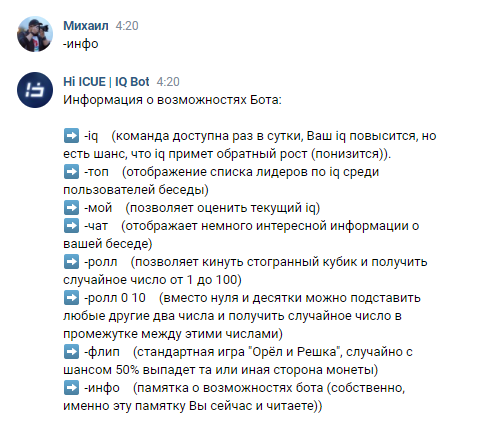 Михаил 4:20
-инфо
Hi ICUE | IQ Bot 4:20
Информация о возможностях Бота:
➡ -iq (команда доступна раз в сутки, Ваш iq повысится, но
есть шанс, что iq примет обратный рост (понизится)).
➡ -топ (отображение списка лидеров по iq среди
пользователей беседы)
➡ -мой (позволяет оценить текущий iq)
➡ -чат (отображает немного интересной информации о
вашей беседе)
➡ -ролл (позволяет кинуть стогранный кубик и получить
случайное число от 1 до 100)
➡ -ролл 0 10 (вместо нуля и десятки можно подставить
любые другие два числа и получить случайное число в
промежутке между этими числами)
➡ -флип (стандартная игра "Орёл и Решка", случайно с
шансом 50% выпадет та или иная сторона монеты)
➡ -инфо (памятка о возможностях бота (собственно,
именно эту памятку Вы сейчас и читаете))